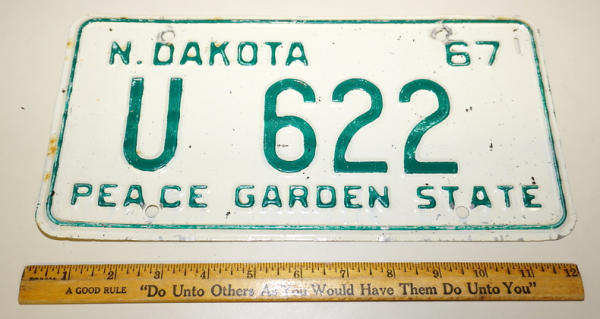 N. DAKOTA 67
U 622
PEACE GARDEN STATE
1 2 3 4 5 6 7 8 9 10 11 12
A GOOD RULE "Do Unto Others As You Would Have Them Do Unto You"